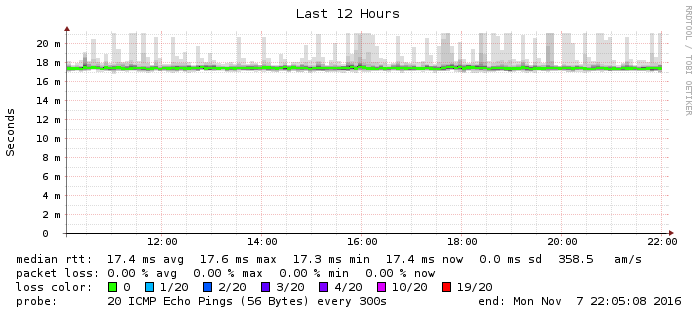 Last 12 Hours
RRDTOOL / TOBI OETIKER
Seconds
20 m
18 m
16 m
14 m
12 m
10 m
8 m
6 m
4 m
2 m
0
12:00 14:00 16:00 18:00 20:00 22:00
median rtt: 17.4 ms avg 17.6 ms max 17.3 ms min 17.4 ms now 0.0 ms sd 358.5 am/s
packet loss: 0.00 % avg 0.00 % max 0.00 % min 0.00 % now
loss color: 0 1/20 2/20 3/20 4/20 10/20 19/20
probe: 20 ICMP Echo Pings (56 Bytes) every 300s end: Mon Nov 7 22:05:08 2016